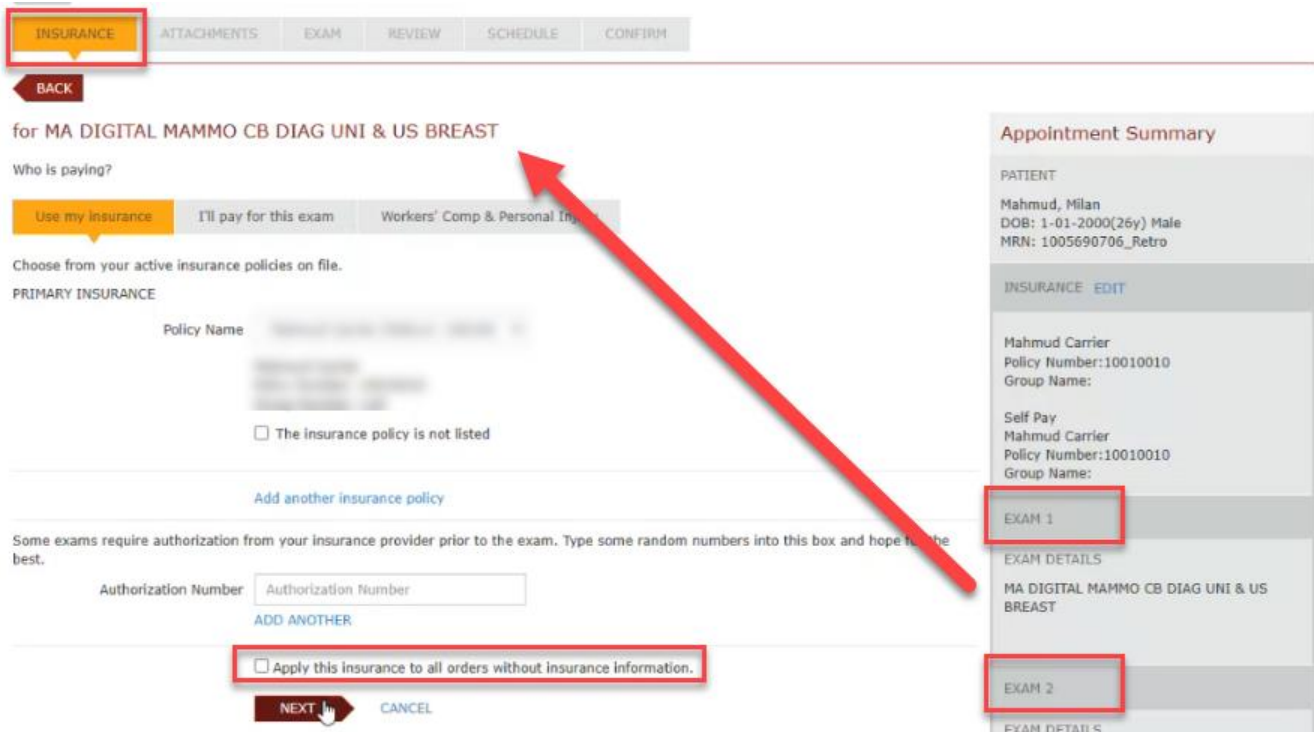 INSURANCE ATTACHMENTS EXAM REVIEW SCHEDULE CONFIRM
BACK
for MA DIGITAL MAMMO CB DIAG UNI & US BREAST
Who is paying?
Use my insurance I'll pay for this exam Workers' Comp & Personal
Choose from your active insurance policies on file.
PRIMARY INSURANCE
Policy Name
The insurance policy is not listed
Add another insurance policy
Some exams require authorization from your insurance provider prior to the exam. Type some random numbers into this box and hope the
best.
Authorization Number Authorization Number
ADD ANOTHER
Apply this insurance to all orders without insurance information.
NEXT CANCEL
Appointment Summary
PATIENT
Mahmud, Milan
DOB: 1-01-2000(26y) Male
MRN: 1005690706_Retro
INSURANCE EDIT
Mahmud Carrier
Policy Number:10010010
Group Name:
Self Pay
Mahmud Carrier
Policy Number:10010010
Group Name:
EXAM 1
EXAM DETAILS
MA DIGITAL MAMMO CB DIAG UNI & US
BREAST
EXAM 2
EXAM DETAILS